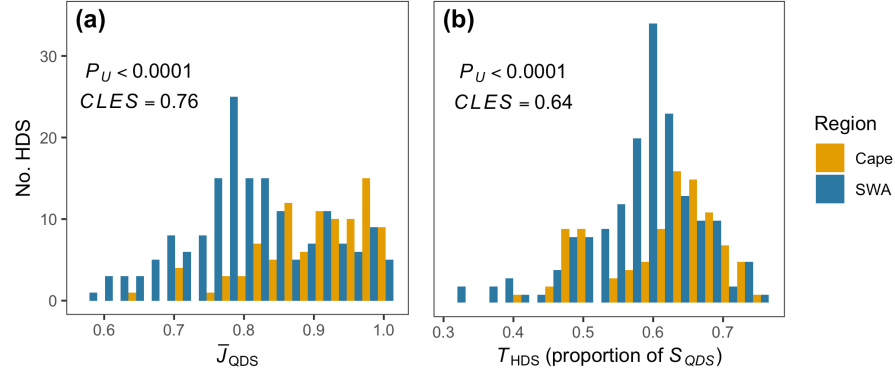 (a)
P_U < 0.0001
CLES = 0.76
No. HDS
30
20
10
0
0.6 0.7 0.8 0.9 1.0
J̅_QDS
(b)
P_U < 0.0001
CLES = 0.64
0.3 0.4 0.5 0.6 0.7
T_HDS (proportion of S_QDS)
Region
Cape
SWA